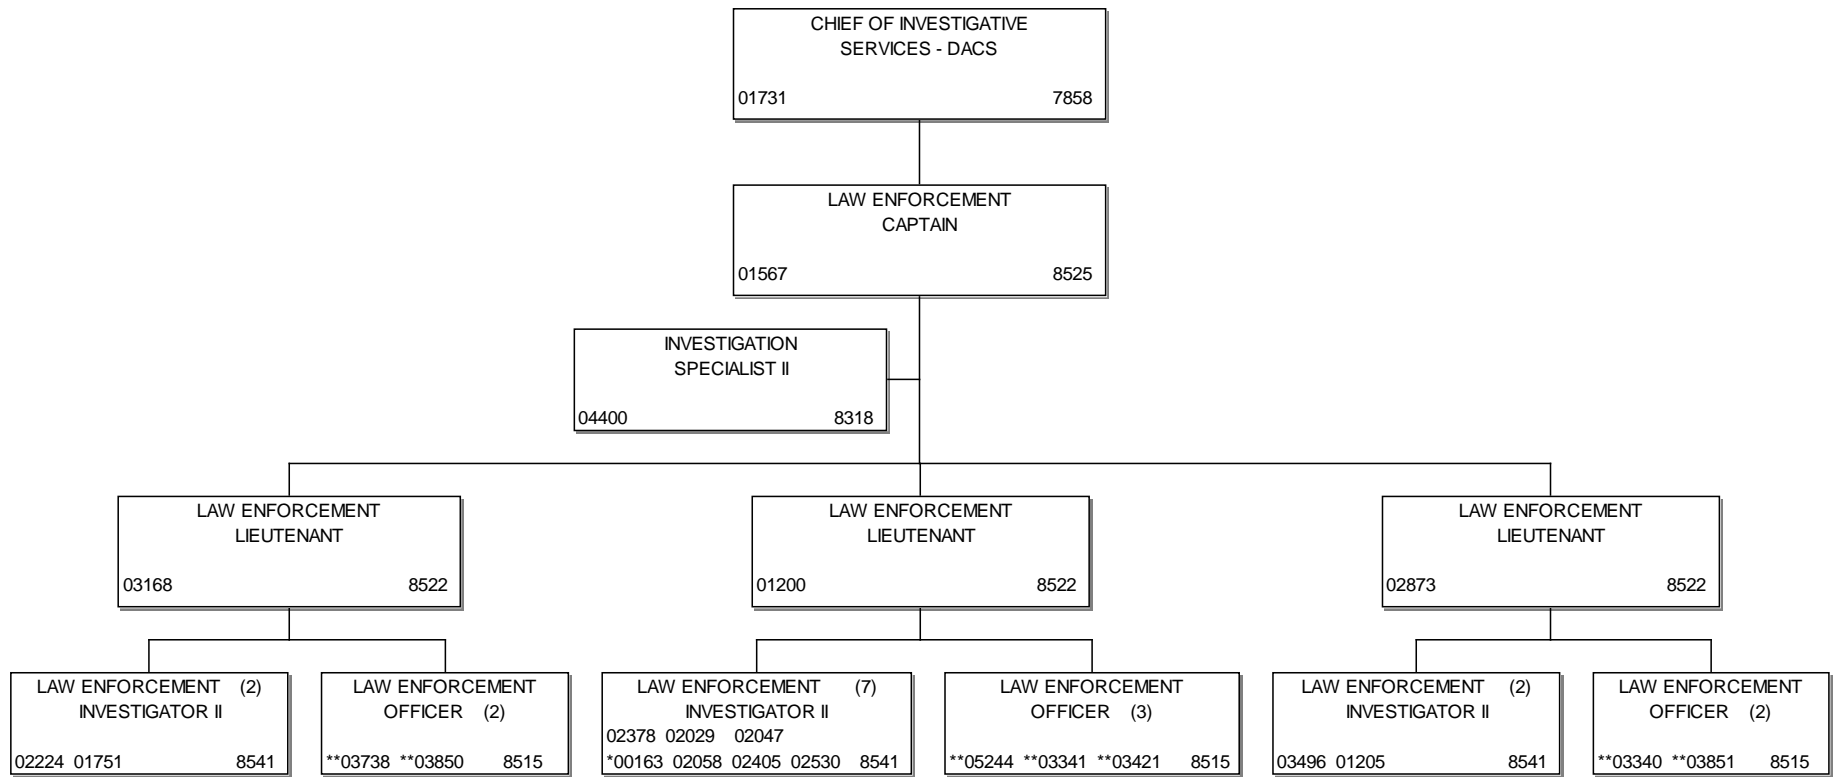 CHIEF OF INVESTIGATIVE
SERVICES - DACS
01731 7858
LAW ENFORCEMENT
CAPTAIN
01567 8525
INVESTIGATION
SPECIALIST II
04400 8318
LAW ENFORCEMENT
LIEUTENANT
03168 8522
LAW ENFORCEMENT
LIEUTENANT
01200 8522
LAW ENFORCEMENT
LIEUTENANT
02873 8522
LAW ENFORCEMENT (2)
INVESTIGATOR II
02224 01751 8541
LAW ENFORCEMENT
OFFICER (2)
**03738 **03850 8515
LAW ENFORCEMENT (7)
INVESTIGATOR II
02378 02029 02047
*00163 02058 02405 02530 8541
LAW ENFORCEMENT
OFFICER (3)
**05244 **03341 **03421 8515
LAW ENFORCEMENT (2)
INVESTIGATOR II
03496 01205 8541
LAW ENFORCEMENT
OFFICER (2)
**03340 **03851 8515